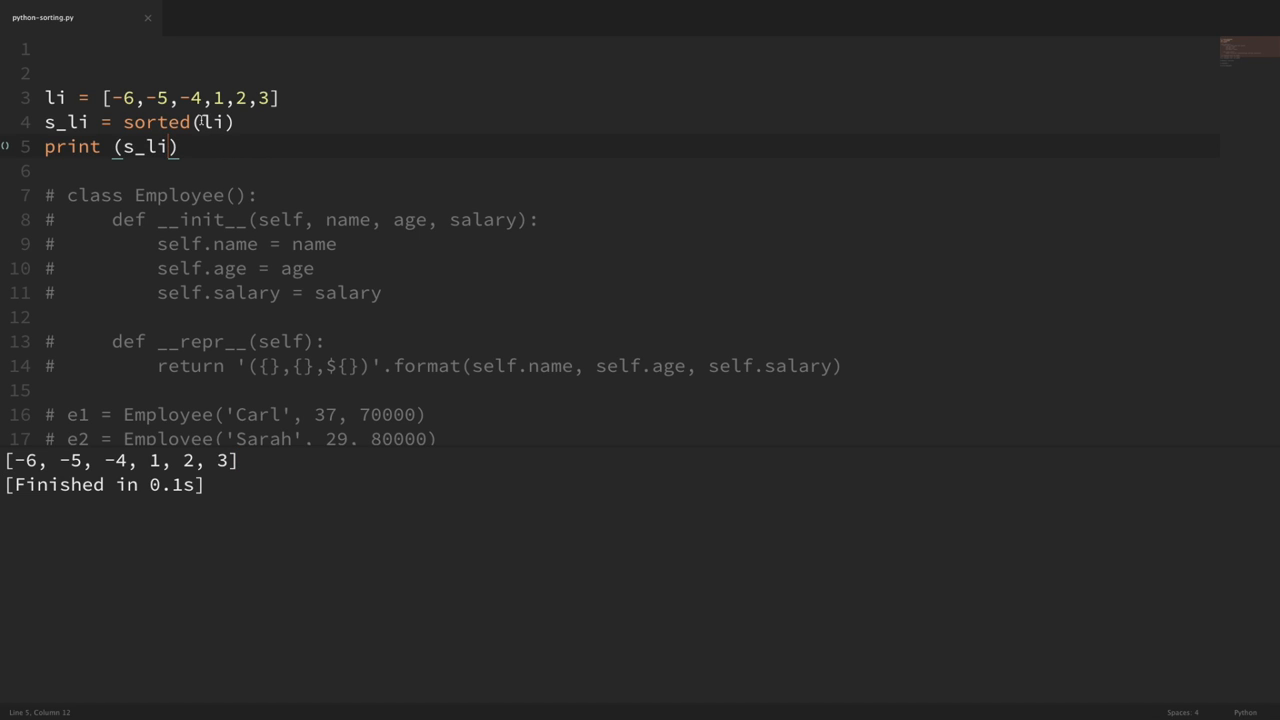 python-sorting.py ×
1
2
3 li = [-6,-5,-4,1,2,3]
4 s_li = sorted(li)
() 5 print (s_li)
6
7 # class Employee():
8 #     def __init__(self, name, age, salary):
9 #         self.name = name
10 #         self.age = age
11 #         self.salary = salary
12
13 #     def __repr__(self):
14 #         return '({},{},${})'.format(self.name, self.age, self.salary)
15
16 # e1 = Employee('Carl', 37, 70000)
17 # e2 = Employee('Sarah', 29, 80000)
[-6, -5, -4, 1, 2, 3]
[Finished in 0.1s]
Line 5, Column 12 Spaces: 4 Python